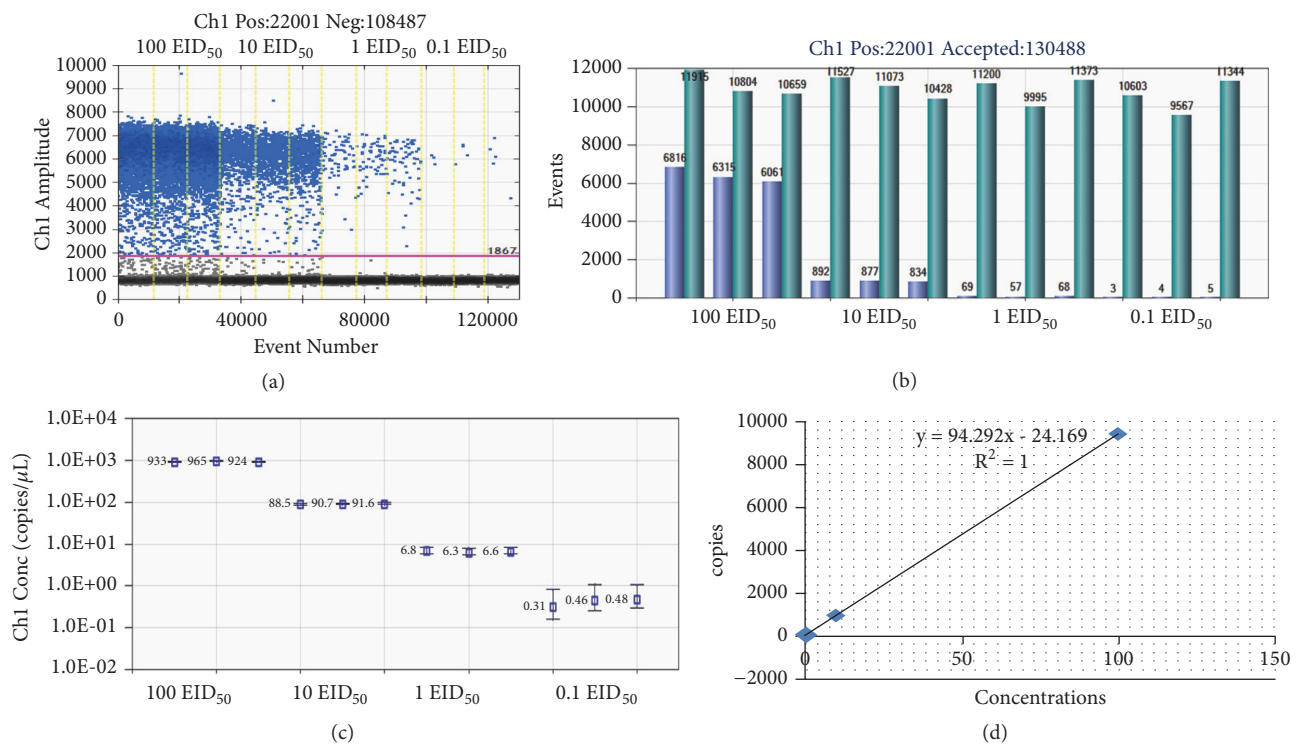 Ch1 Pos:22001 Neg:108487
100 EID50 10 EID50 1 EID50 0.1 EID50
10000
9000
8000
7000
6000
5000
4000
3000
2000
1000
0
1867
Ch1 Amplitude
0 40000 80000 120000
Event Number
(a)
Ch1 Pos:22001 Accepted:130488
12000
10000
8000
6000
4000
2000
0
Events
11915 10804 10659 11527 11073 10428 11200 9995 11373 10603 9567 11344
6816 6315 6061 892 877 834 69 57 68 3 4 5
100 EID50 10 EID50 1 EID50 0.1 EID50
(b)
1.0E+04
1.0E+03
1.0E+02
1.0E+01
1.0E+00
1.0E-01
1.0E-02
Ch1 Conc (copies/μL)
933 965 924
88.5 90.7 91.6
6.8 6.3 6.6
0.31 0.46 0.48
100 EID50 10 EID50 1 EID50 0.1 EID50
(c)
10000
8000
6000
4000
2000
0
−2000
copies
y = 94.292x - 24.169
R2 = 1
0 50 100 150
Concentrations
(d)